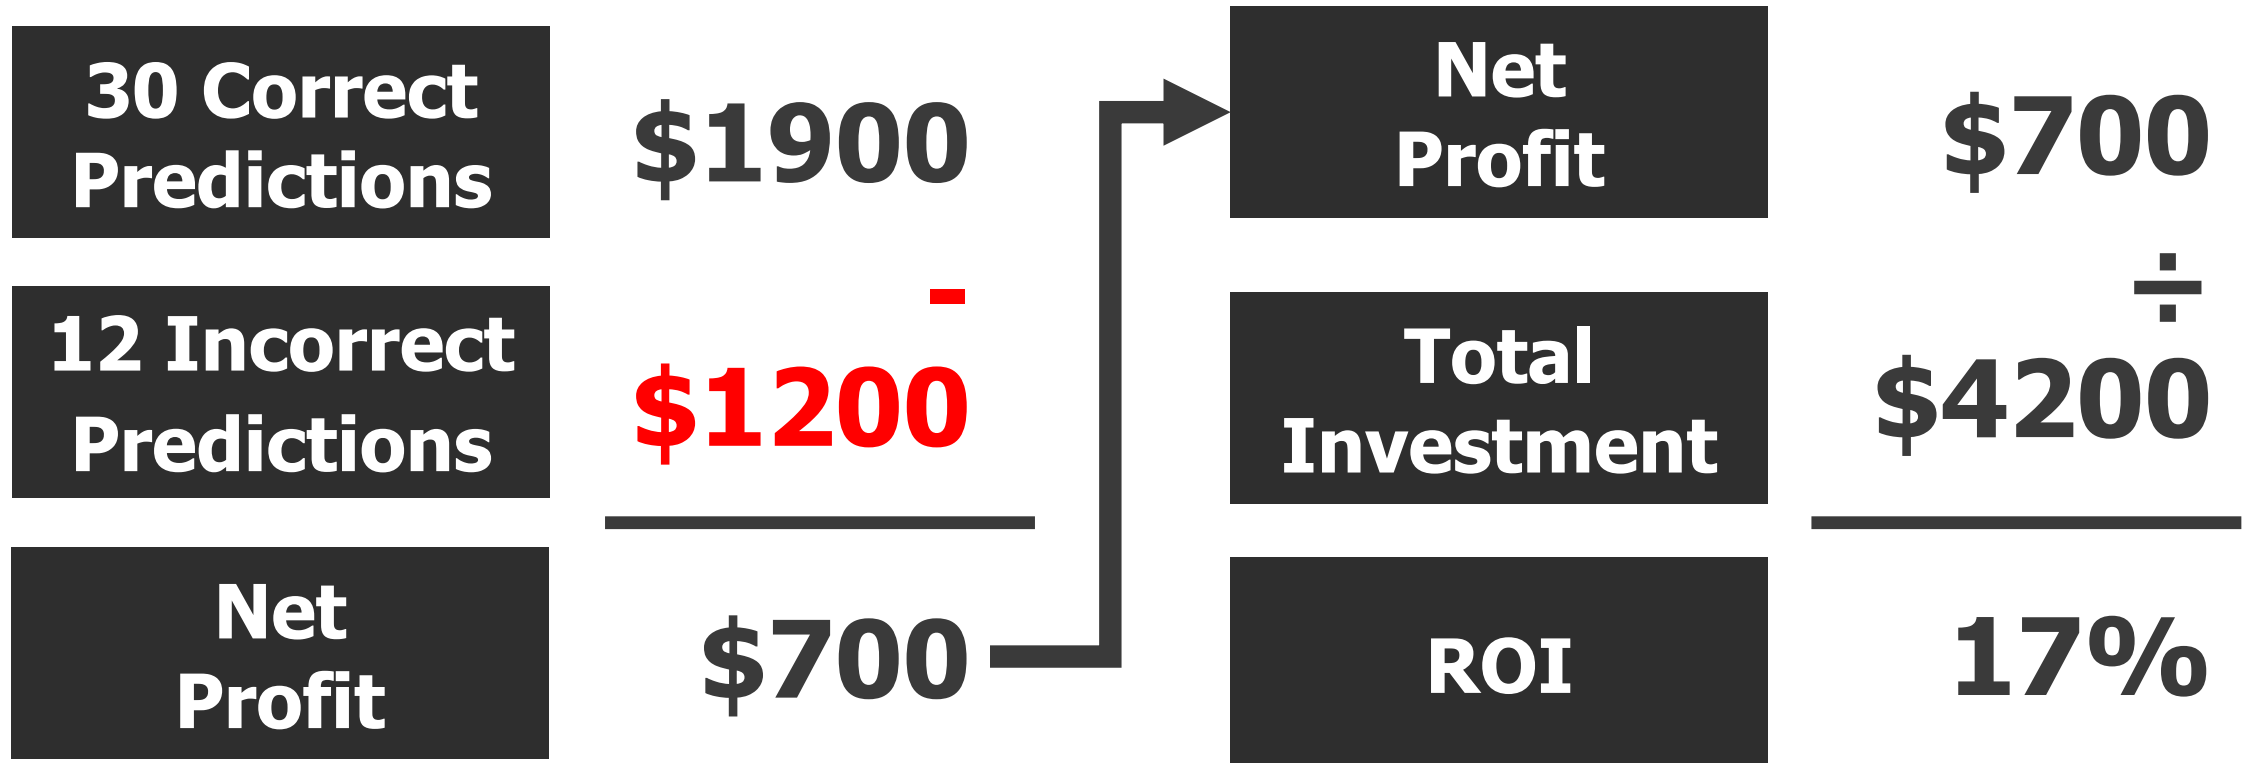 30 Correct
Predictions
$1900
-
12 Incorrect
Predictions
$1200
Net
Profit
$700
Net
Profit
$700
÷
Total
Investment
$4200
ROI
17%